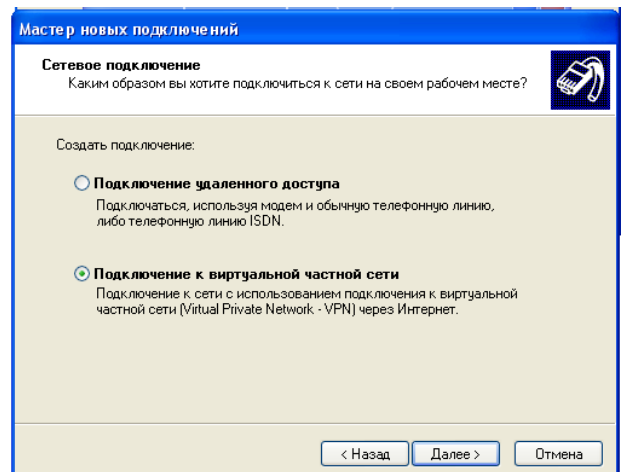 Мастер новых подключений
Сетевое подключение
Каким образом вы хотите подключиться к сети на своем рабочем месте?
Создать подключение:
Подключение удаленного доступа
Подключаться, используя модем и обычную телефонную линию,
либо телефонную линию ISDN.
Подключение к виртуальной частной сети
Подключение к сети с использованием подключения к виртуальной
частной сети (Virtual Private Network - VPN) через Интернет.
< Назад Далее > Отмена